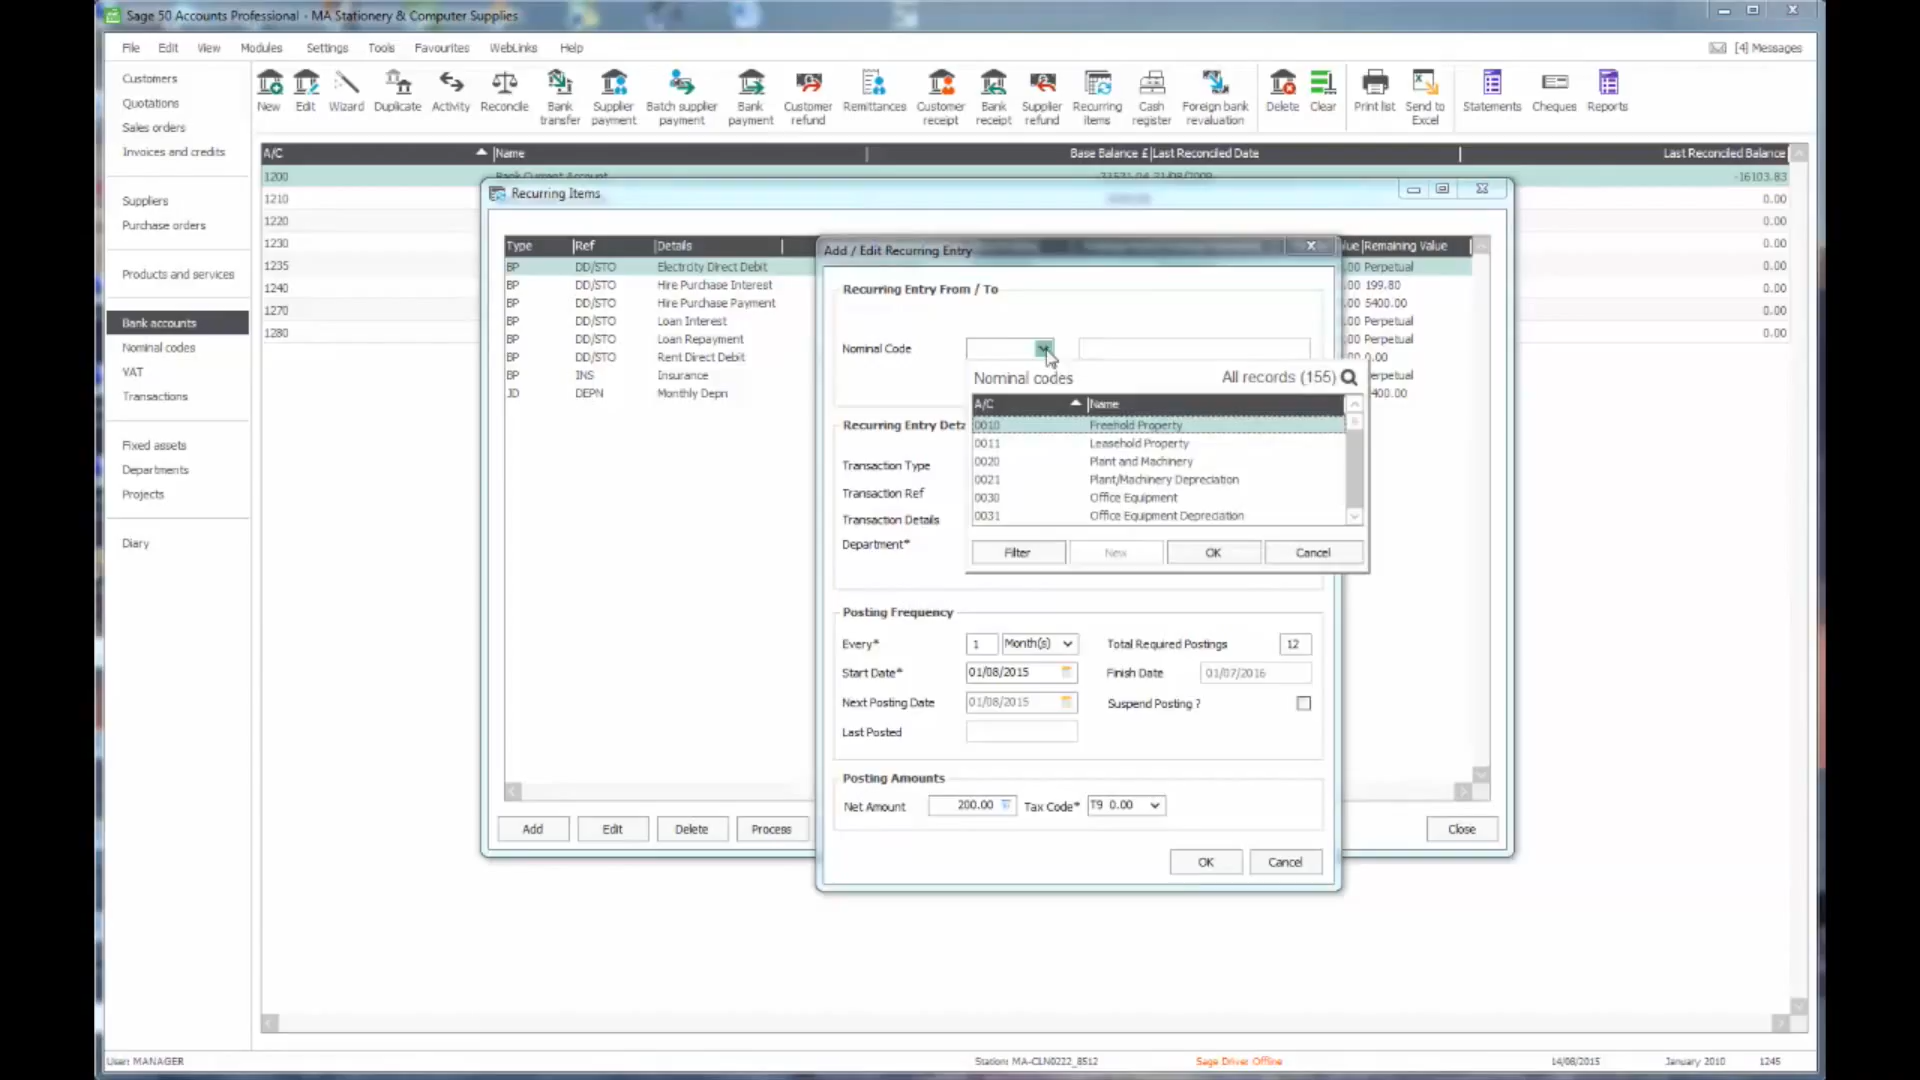 Sage 50 Accounts Professional - MA Stationery & Computer Supplies
File Edit View Modules Settings Tools Favourites WebLinks Help
[4] Messages
Customers
Quotations
Sales orders
Invoices and credits
Suppliers
Purchase orders
Products and services
Bank accounts
Nominal codes
VAT
Transactions
Fixed assets
Departments
Projects
Diary
New
Edit
Wizard
Duplicate
Activity
Reconcile
Bank transfer
Supplier payment
Batch supplier payment
Bank payment
Customer refund
Remittances
Customer receipt
Bank receipt
Supplier refund
Recurring items
Cash register
Foreign bank revaluation
Delete
Clear
Print list
Send to Excel
Statements
Cheques
Reports
A/C Name Base Balance £ Last Reconciled Date Last Reconciled Balance
1200 Bank Current Account -16103.83
1210 0.00
1220 0.00
1230 0.00
1235 0.00
1240 0.00
1270 0.00
1280 0.00
Recurring Items
Type Ref Details Remaining Value
BP DD/STO Electricity Direct Debit .00 Perpetual
BP DD/STO Hire Purchase Interest .00 199.80
BP DD/STO Hire Purchase Payment .00 5400.00
BP DD/STO Loan Interest .00 Perpetual
BP DD/STO Loan Repayment .00 Perpetual
BP DD/STO Rent Direct Debit 0.00
BP INS Insurance erpetual
JD DEPN Monthly Depn 400.00
Add
Edit
Delete
Process
Close
Add / Edit Recurring Entry
Recurring Entry From / To
Nominal Code
Nominal codes All records (155)
A/C Name
0010 Freehold Property
0011 Leasehold Property
0020 Plant and Machinery
0021 Plant/Machinery Depreciation
0030 Office Equipment
0031 Office Equipment Depreciation
Filter New OK Cancel
Recurring Entry Deta
Transaction Type
Transaction Ref
Transaction Details
Department*
Posting Frequency
Every* 1 Month(s) Total Required Postings 12
Start Date* 01/08/2015 Finish Date 01/07/2016
Next Posting Date 01/08/2015 Suspend Posting ?
Last Posted
Posting Amounts
Net Amount 200.00 Tax Code* T9 0.00
OK Cancel
User: MANAGER Station: MA-CLN0222_8512 Sage Drive: Offline 14/08/2015 January 2010 1245